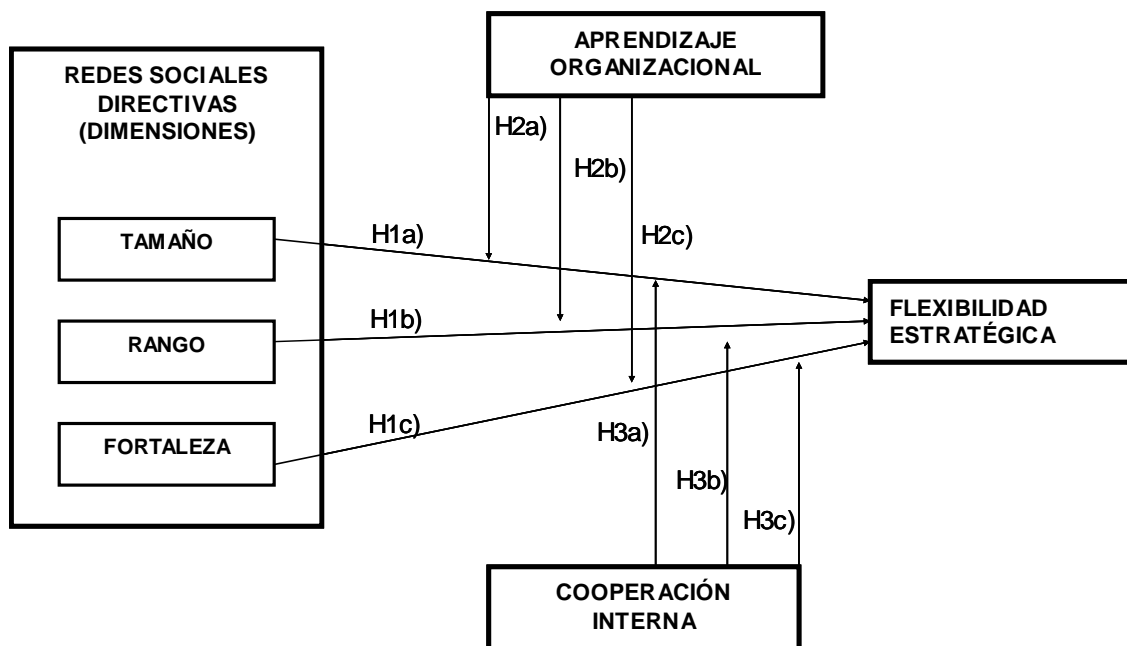 REDES SOCIALES
DIRECTIVAS
(DIMENSIONES)
TAMAÑO
RANGO
FORTALEZA
APRENDIZAJE
ORGANIZACIONAL
H2a)
H2b)
H2c)
H1a)
H1b)
H1c)
H3a)
H3b)
H3c)
FLEXIBILIDAD
ESTRATÉGICA
COOPERACIÓN
INTERNA